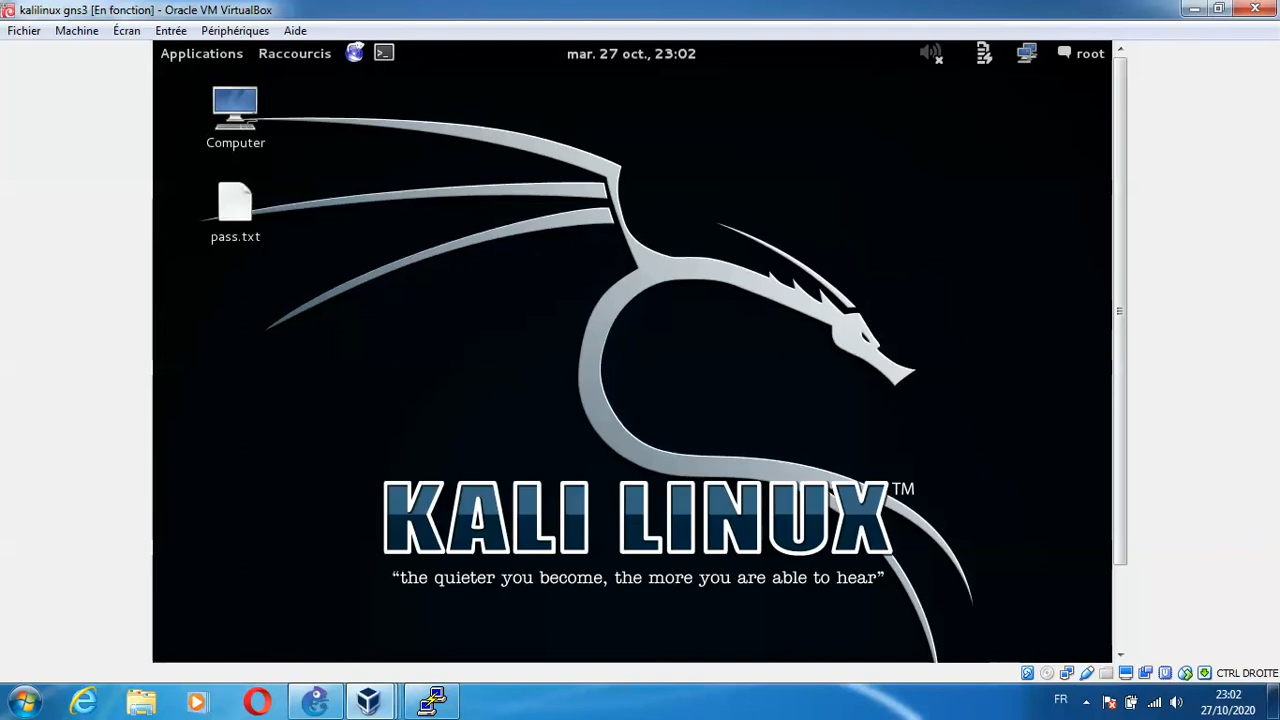 kalilinux gns3 [En fonction] - Oracle VM VirtualBox
Fichier Machine Écran Entrée Périphériques Aide
Applications Raccourcis mar. 27 oct., 23:02 root
Computer
pass.txt
KALI LINUX TM
“the quieter you become, the more you are able to hear”
CTRL DROITE
FR 23:02
27/10/2020